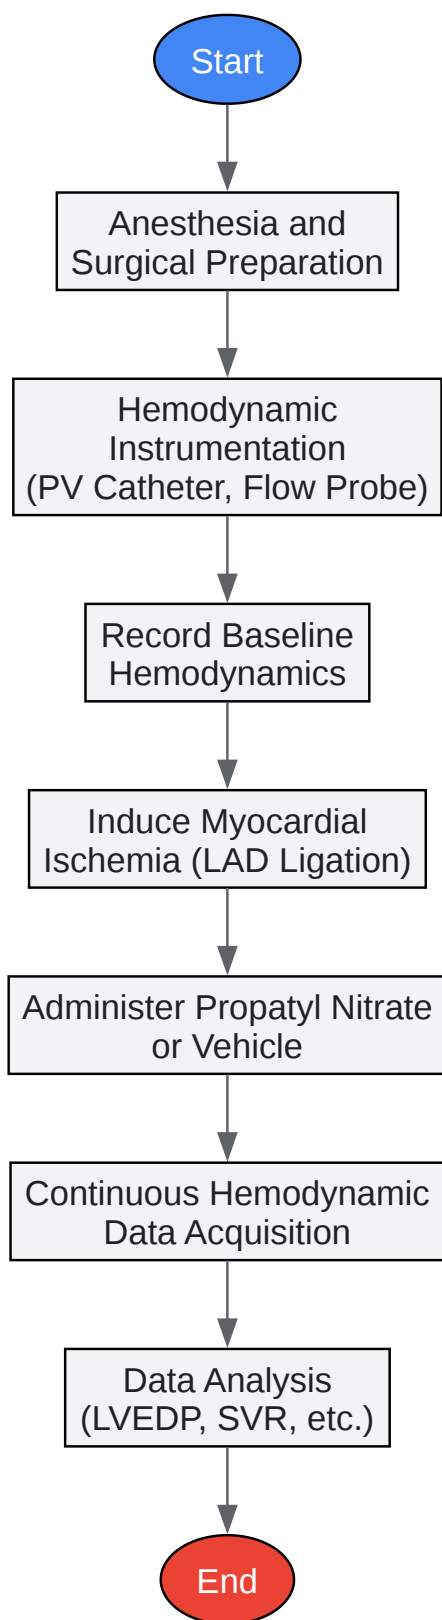 Start
Anesthesia and
Surgical Preparation
Hemodynamic
Instrumentation
(PV Catheter, Flow Probe)
Record Baseline
Hemodynamics
Induce Myocardial
Ischemia (LAD Ligation)
Administer Propatyl Nitrate
or Vehicle
Continuous Hemodynamic
Data Acquisition
Data Analysis
(LVEDP, SVR, etc.)
End